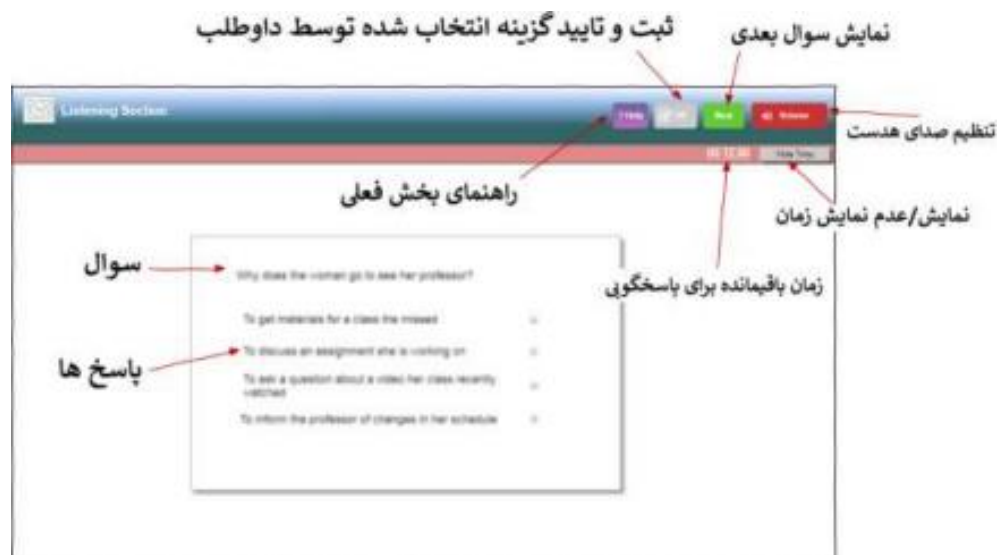 ثبت و تایید گزینه انتخاب شده توسط داوطلب
نمایش سوال بعدی
Listening Section
Help
Next
Volume
تنظیم صدای هدست
Hide Time
راهنمای بخش فعلی
نمایش/عدم نمایش زمان
زمان باقیمانده برای پاسخگویی
سوال
Why does the woman go to see her professor?
To get materials for a class she missed
پاسخ ها
To discuss an assignment she is working on
To ask a question about a video her class recently
watched
To inform the professor of changes in her schedule